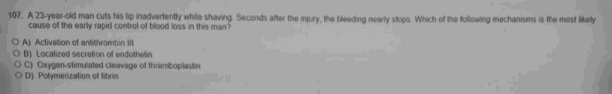 107. A 23-year-old man cuts his lip inadvertently while shaving. Seconds after the injury, the bleeding nearly stops. Which of the following mechanisms is the most likely
cause of the early rapid control of blood loss in this man?
A) Activation of antithrombin III
B) Localized secretion of endothelin
C) Oxygen-stimulated cleavage of thromboplastin
D) Polymerization of fibrin